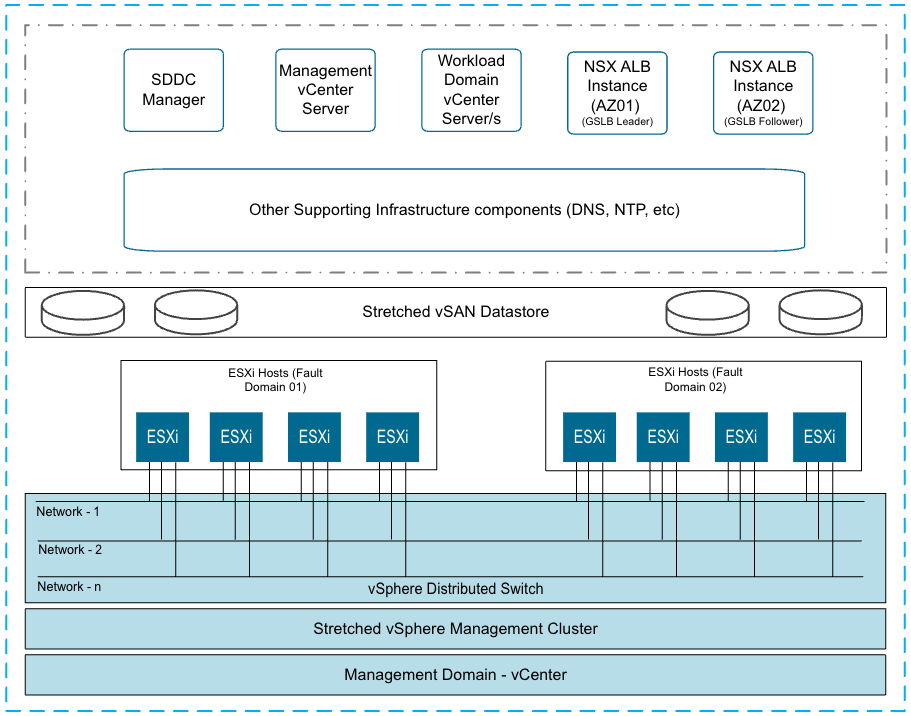 SDDC
Manager
Management
vCenter
Server
Workload
Domain
vCenter
Server/s
NSX ALB
Instance
(AZ01)
(GSLB Leader)
NSX ALB
Instance
(AZ02)
(GSLB Follower)
Other Supporting Infrastructure components (DNS, NTP, etc)
Stretched vSAN Datastore
ESXi Hosts (Fault
Domain 01)
ESXi
ESXi
ESXi
ESXi
ESXi Hosts (Fault
Domain 02)
ESXi
ESXi
ESXi
ESXi
Network - 1
Network - 2
Network - n
vSphere Distributed Switch
Stretched vSphere Management Cluster
Management Domain - vCenter